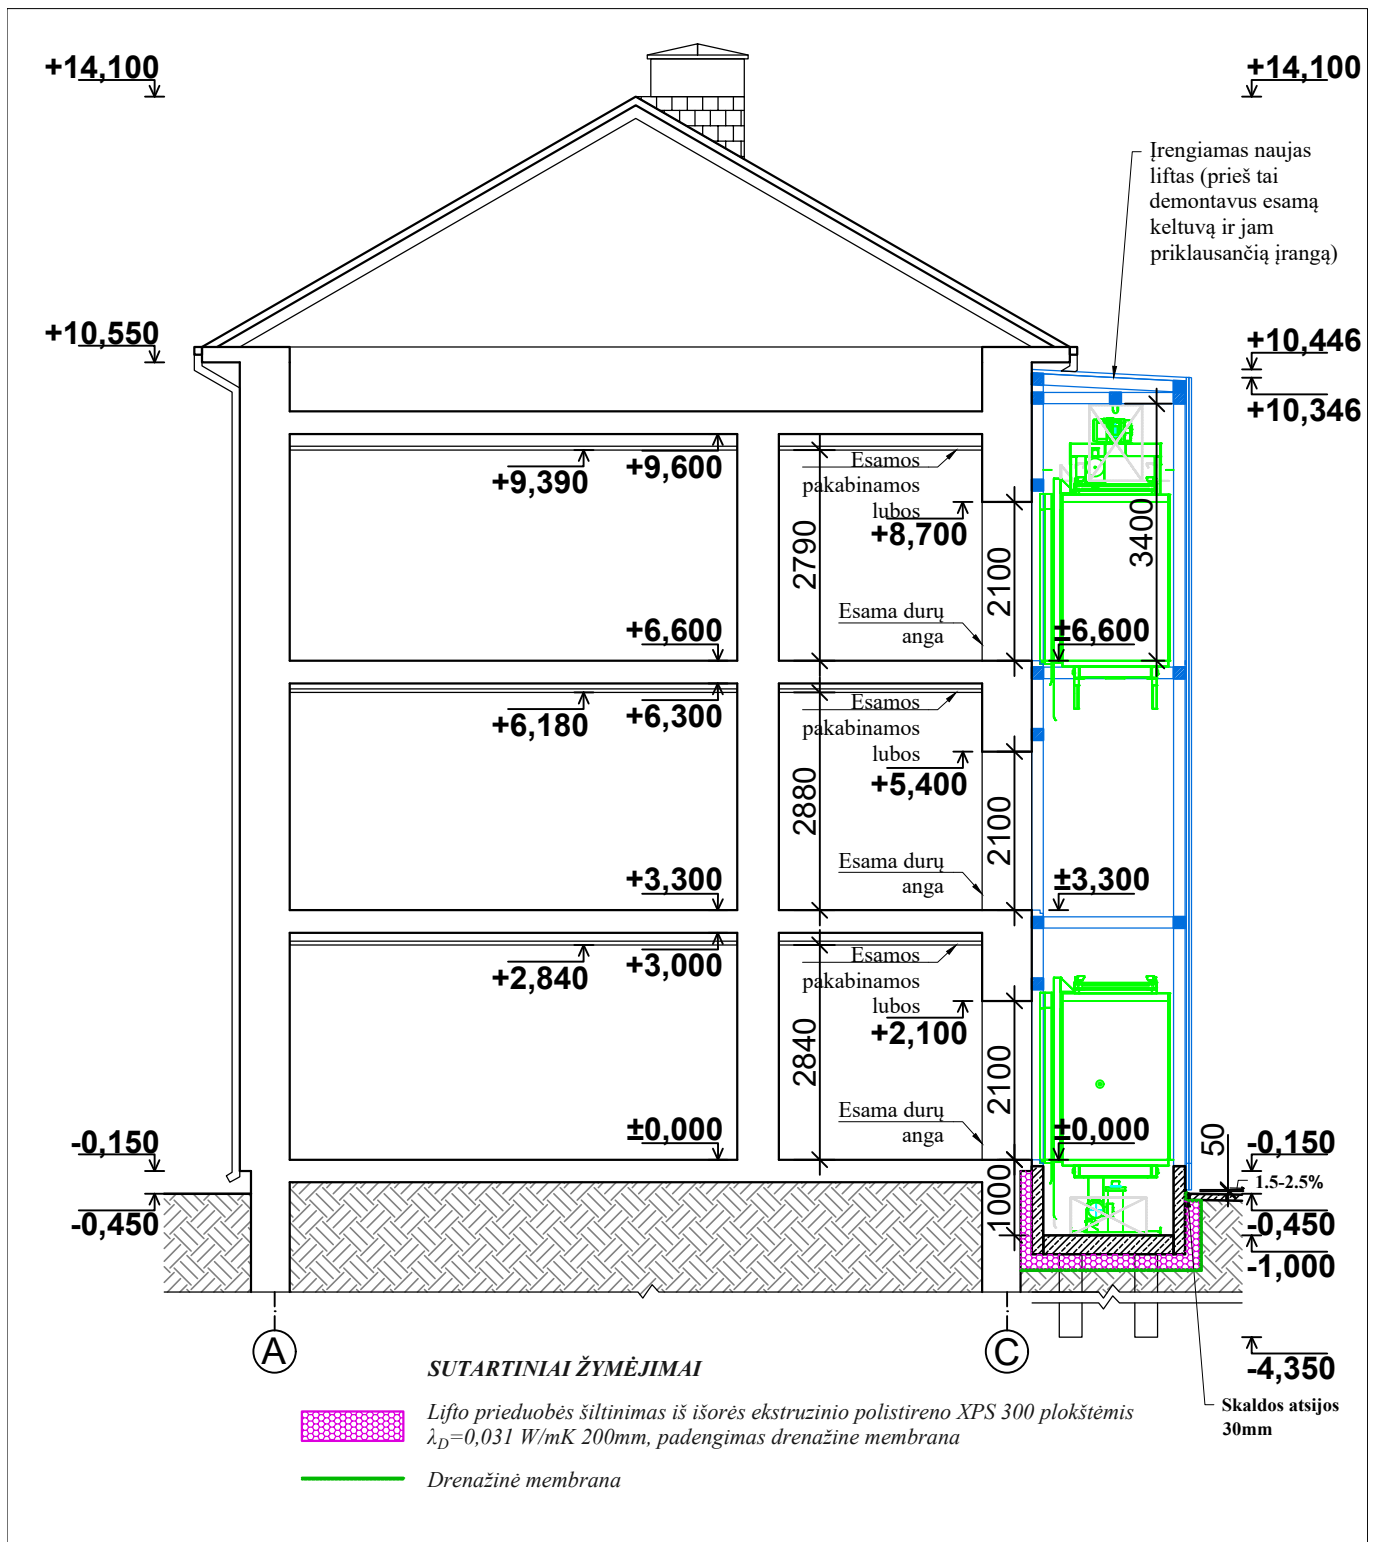 +14,100
+14,100
Įrengiamas naujas
liftas (prieš tai
demontavus esamą
keltuvą ir jam
priklausančią įrangą)
+10,550
+10,446
+10,346
+9,600
+9,390
Esamos
pakabinamos
lubos
+8,700
2790
2100
3400
Esama durų
anga
+6,600
±6,600
+6,300
+6,180
Esamos
pakabinamos
lubos
+5,400
2880
2100
Esama durų
anga
+3,300
±3,300
+3,000
+2,840
Esamos
pakabinamos
lubos
+2,100
2840
2100
Esama durų
anga
±0,000
±0,000
-0,150
-0,150
50
1.5-2.5%
-0,450
-0,450
1000
-1,000
A
C
-4,350
SUTARTINIAI ŽYMĖJIMAI
Skaldos atsijos
30mm
Lifto prieduobės šiltinimas iš išorės ekstruzinio polistireno XPS 300 plokštėmis
λD=0,031 W/mK 200mm, padengimas drenažine membrana
Drenažinė membrana